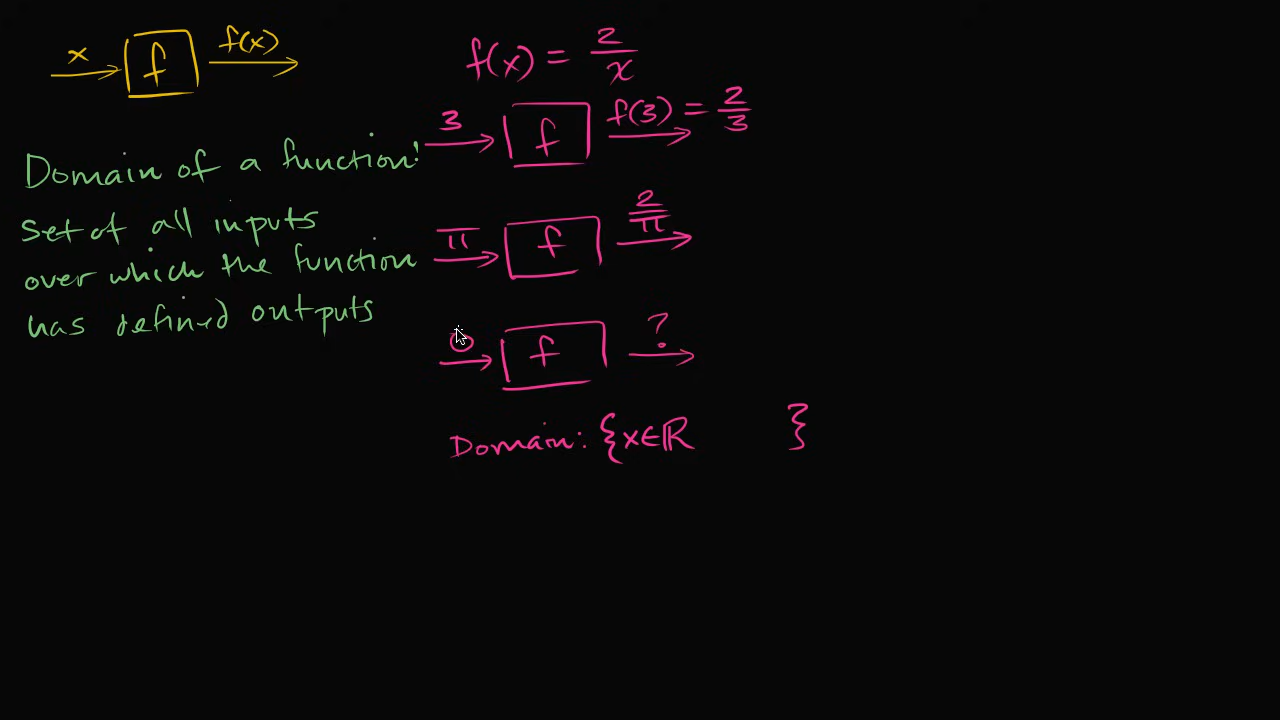 x f f(x)
Domain of a function:
set of all inputs
over which the function
has defined outputs
f(x) = 2/x
3 f f(3) = 2/3
π f 2/π
0 f ?
Domain: {x∈ℝ }